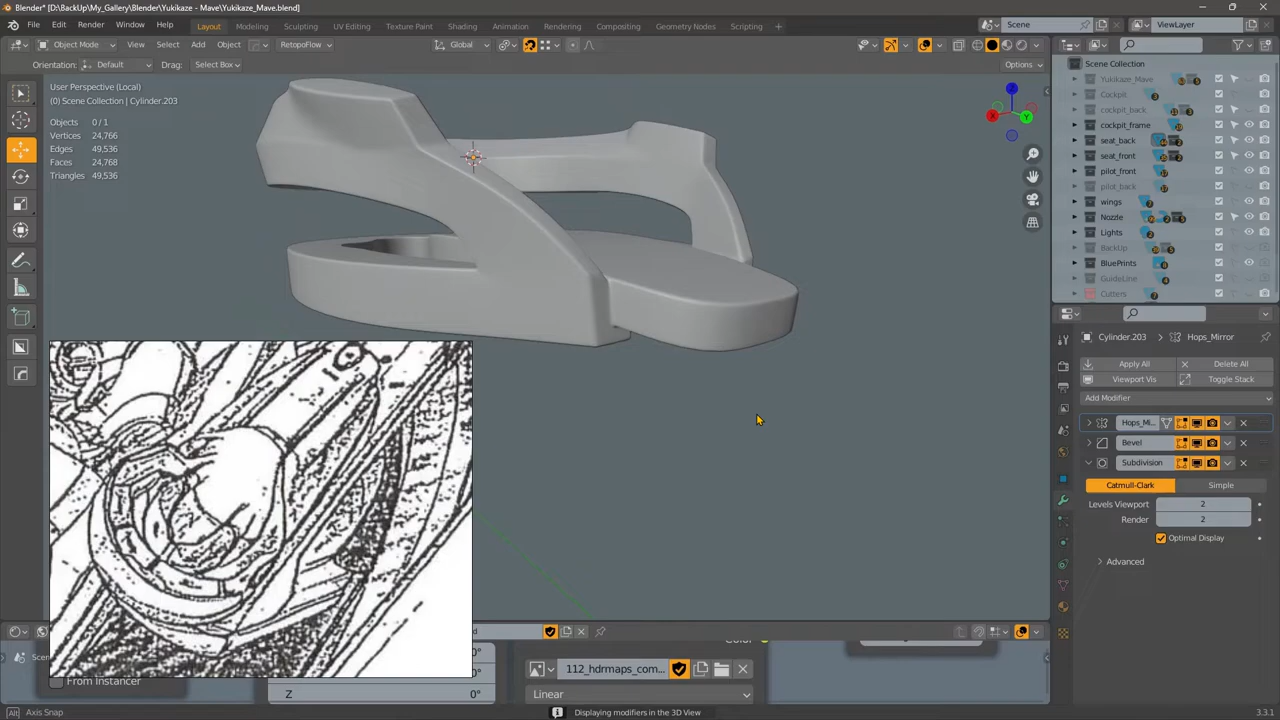 Blender* [D:\BackUp\My_Gallery\Blender\Yukikaze - Mave\Yukikaze_Mave.blend]
File Edit Render Window Help Layout Modeling Sculpting UV Editing Texture Paint Shading Animation Rendering Compositing Geometry Nodes Scripting Scene ViewLayer
Object Mode View Select Add Object RetopoFlow Global
Orientation: Default Drag: Select Box Options
User Perspective (Local)
(0) Scene Collection | Cylinder.203
Objects 0/1
Vertices 24,766
Edges 49,536
Faces 24,768
Triangles 49,536
X
Y
Z
Scene Collection
Yukikaze_Mave
Cockpit
cockpit_back
cockpit_frame
seat_back
seat_front
pilot_front
pilot_back
wings
Nozzle
Lights
BackUp
BluePrints
GuideLine
Cutters
Cylinder.203 Hops_Mirror
Apply All Delete All
Viewport Vis Toggle Stack
Add Modifier
Hops_Mi...
Bevel
Subdivision
Catmull-Clark Simple
Levels Viewport 2
Render 2
Optimal Display
Advanced
112_hdrmaps_com...
Linear
From Instancer
Z 0°
Axis Snap Displaying modifiers in the 3D View 3.3.1